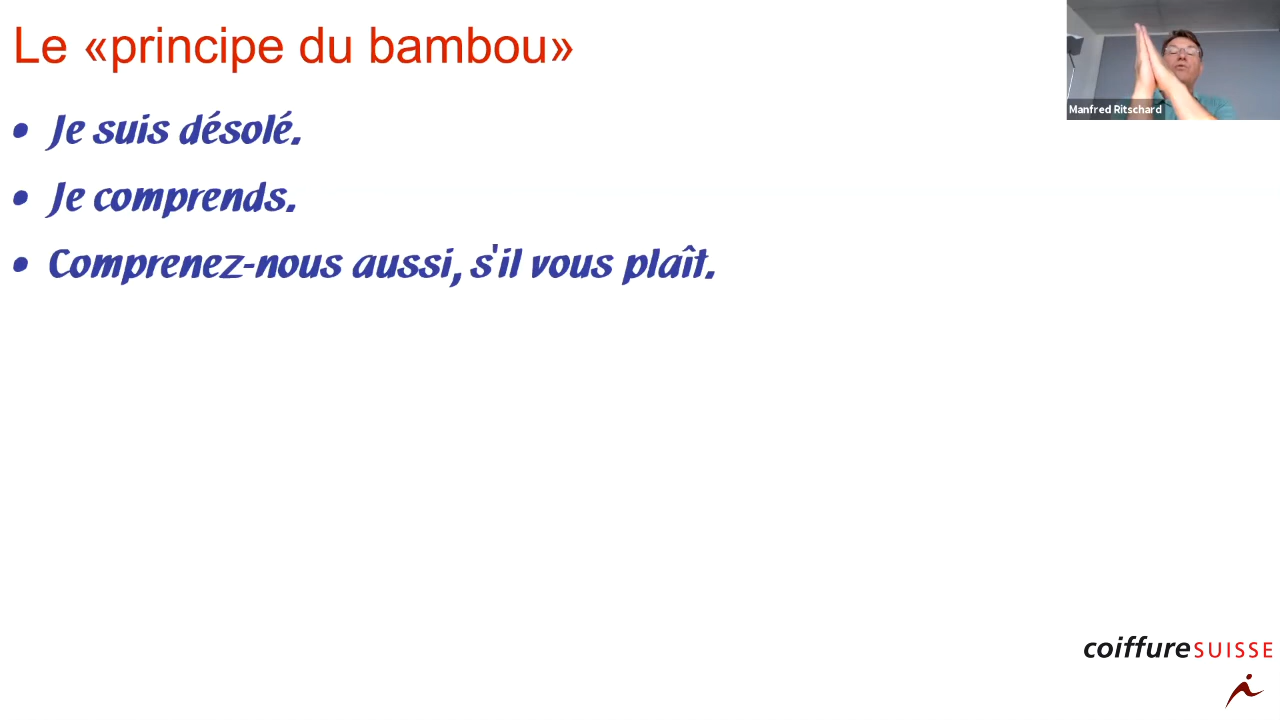 Le «principe du bambou»
Manfred Ritschard
• Je suis désolé.
• Je comprends.
• Comprenez-nous aussi, s'il vous plaît.
coiffureSUISSE